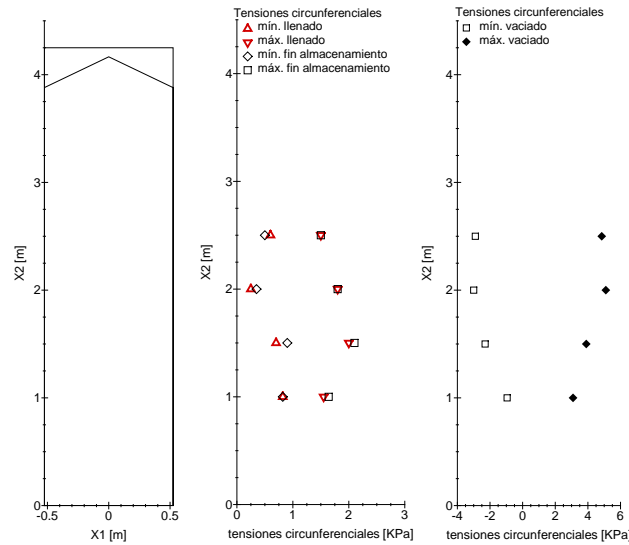 Tensiones circunferenciales
mín. llenado
máx. llenado
mín. fin almacenamiento
máx. fin almacenamiento
Tensiones circunferenciales
mín. vaciado
máx. vaciado
4
3
2
1
0
X2 [m]
-0.5
0
0.5
X1 [m]
4
3
2
1
0
X2 [m]
0
1
2
3
tensiones circunferenciales [KPa]
4
3
2
1
0
X2 [m]
-4
-2
0
2
4
6
tensiones circunferenciales [KPa]